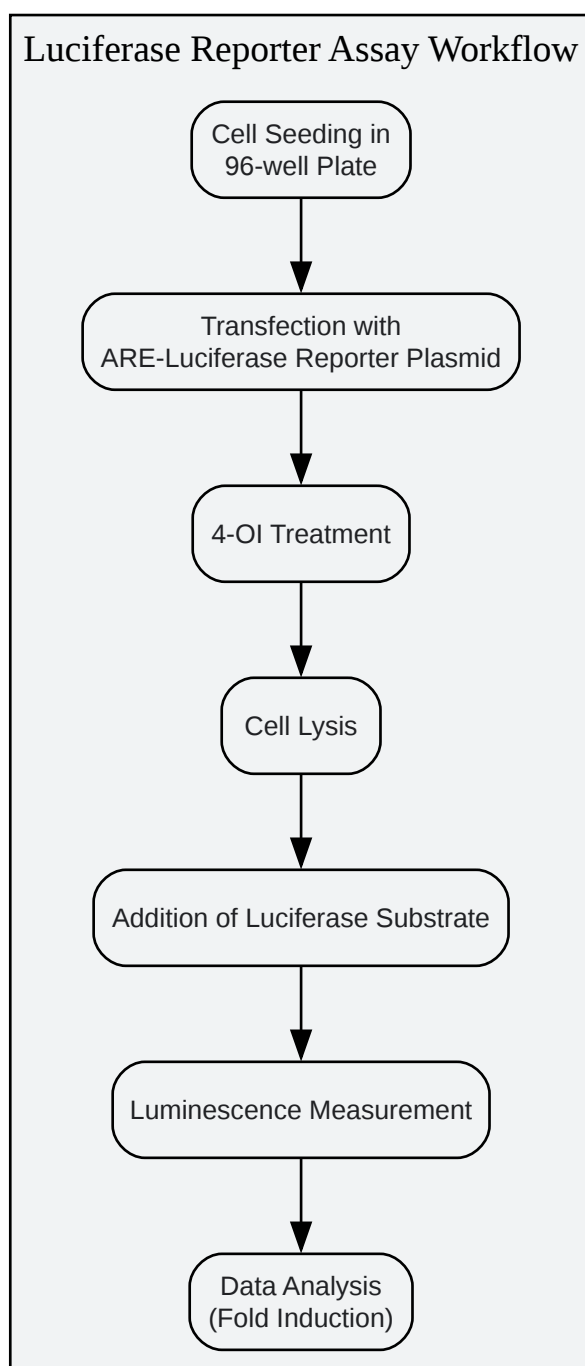 Luciferase Reporter Assay Workflow
Cell Seeding in
96-well Plate
Transfection with
ARE-Luciferase Reporter Plasmid
4-OI Treatment
Cell Lysis
Addition of Luciferase Substrate
Luminescence Measurement
Data Analysis
(Fold Induction)